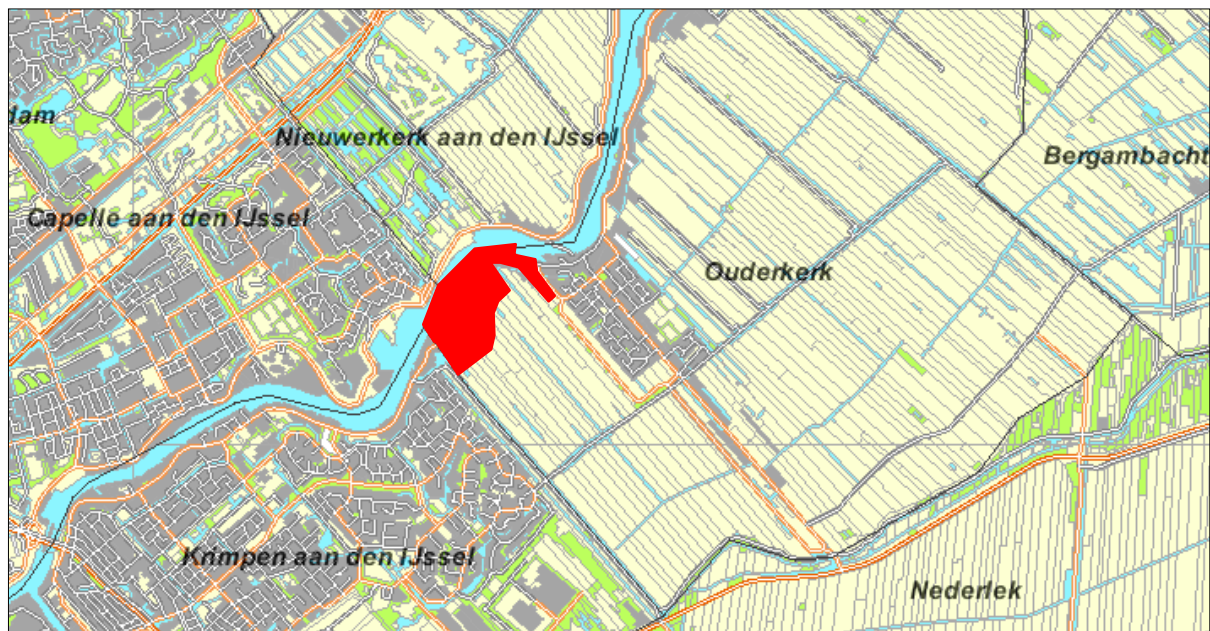 dam
Nieuwerkerk aan den IJssel
Bergambacht
Capelle aan den IJssel
Ouderkerk
Krimpen aan den IJssel
Nederlek